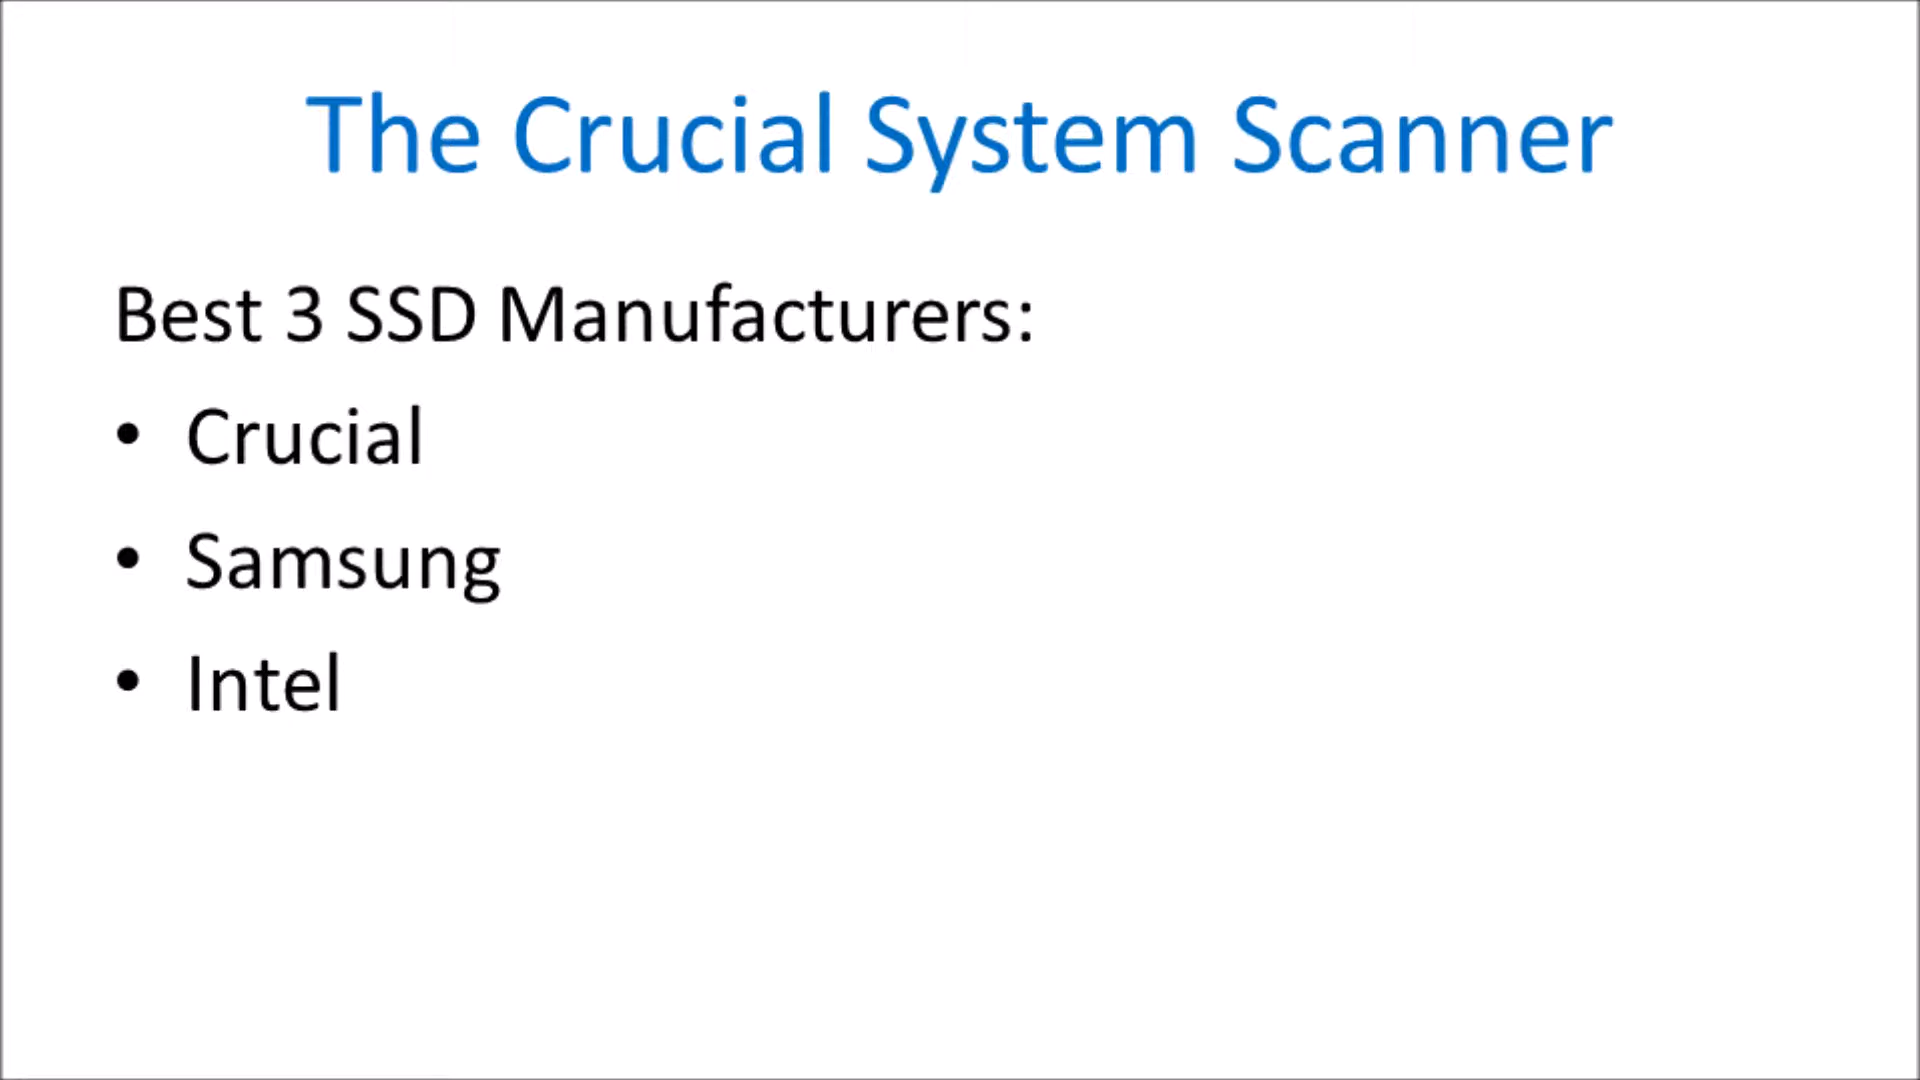 The Crucial System Scanner
Best 3 SSD Manufacturers:
• Crucial
• Samsung
• Intel